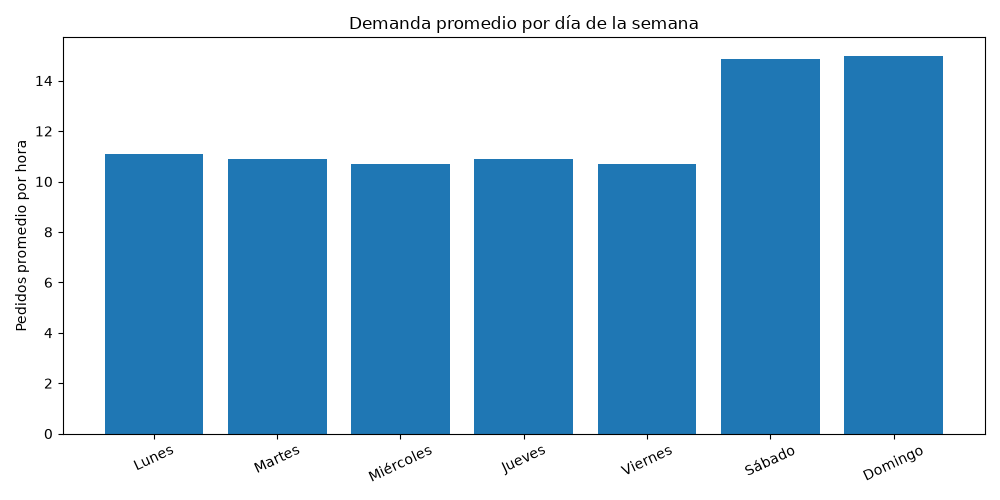 Demanda promedio por día de la semana
Pedidos promedio por hora
14
12
10
8
6
4
2
0
Lunes
Martes
Miércoles
Jueves
Viernes
Sábado
Domingo